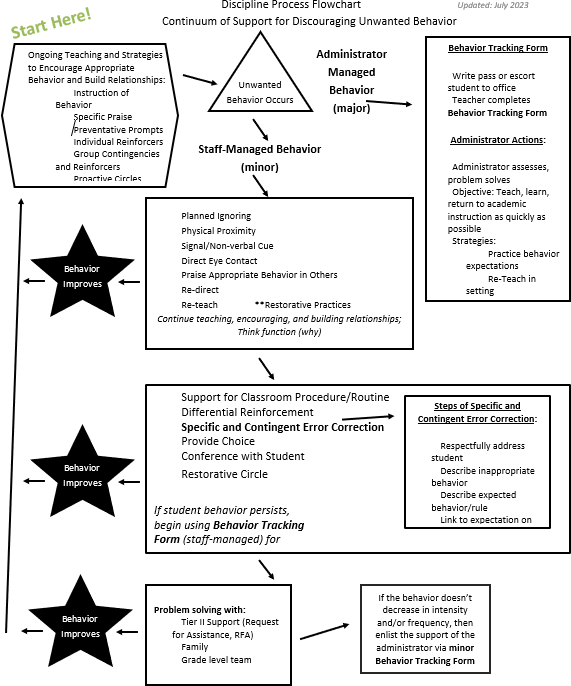 Discipline Process Flowchart
Updated: July 2023
Continuum of Support for Discouraging Unwanted Behavior
Start Here!
Ongoing Teaching and Strategies
to Encourage Appropriate
Behavior and Build Relationships:
Instruction of
Behavior
Specific Praise
Preventative Prompts
Individual Reinforcers
Group Contingencies
and Reinforcers
Proactive Circles
Unwanted
Behavior Occurs
Administrator
Managed
Behavior
(major)
Behavior Tracking Form
Write pass or escort
student to office
Teacher completes
Behavior Tracking Form
Administrator Actions:
Administrator assesses,
problem solves
Objective: Teach, learn,
return to academic
instruction as quickly as
possible
Strategies:
Practice behavior
expectations
Re-Teach in
setting
Staff-Managed Behavior
(minor)
Planned Ignoring
Physical Proximity
Signal/Non-verbal Cue
Direct Eye Contact
Praise Appropriate Behavior in Others
Re-direct
Re-teach **Restorative Practices
Continue teaching, encouraging, and building relationships;
Think function (why)
Behavior
Improves
Support for Classroom Procedure/Routine
Differential Reinforcement
Specific and Contingent Error Correction
Provide Choice
Conference with Student
Restorative Circle
If student behavior persists,
begin using Behavior Tracking
Form (staff-managed) for
Steps of Specific and
Contingent Error Correction:
Respectfully address
student
Describe inappropriate
behavior
Describe expected
behavior/rule
Link to expectation on
Behavior
Improves
Problem solving with:
Tier II Support (Request
for Assistance, RFA)
Family
Grade level team
If the behavior doesn't
decrease in intensity
and/or frequency, then
enlist the support of the
administrator via minor
Behavior Tracking Form
Behavior
Improves